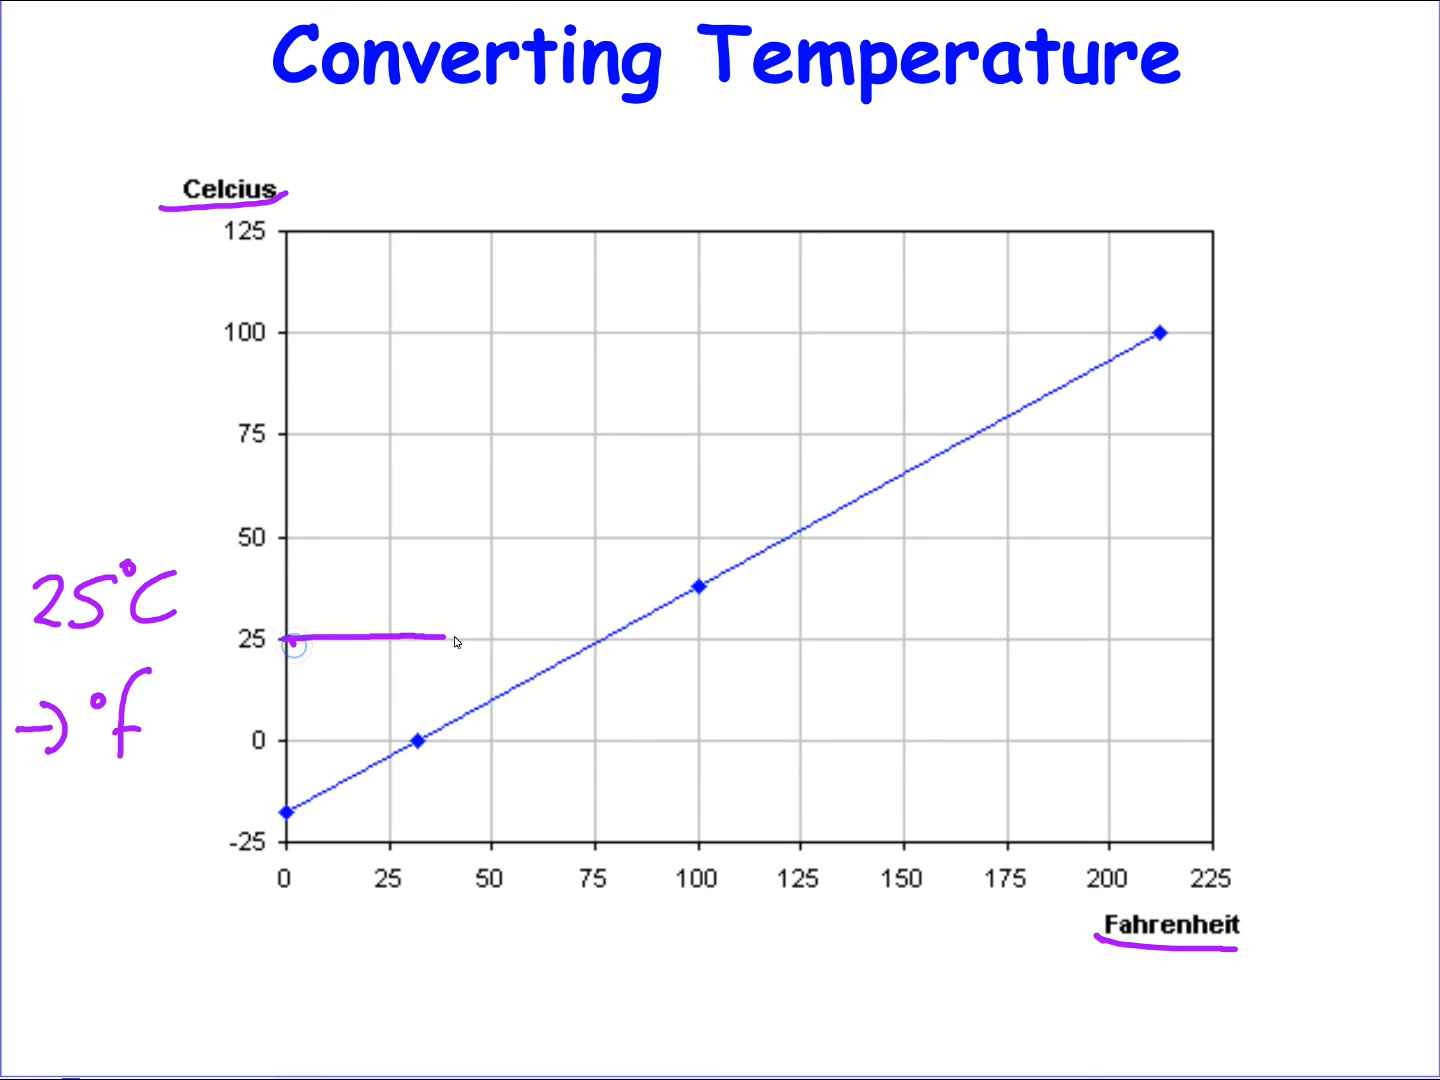 Converting Temperature
Celcius
125
100
75
50
25°C
25
→ °f
0
-25
0 25 50 75 100 125 150 175 200 225
Fahrenheit